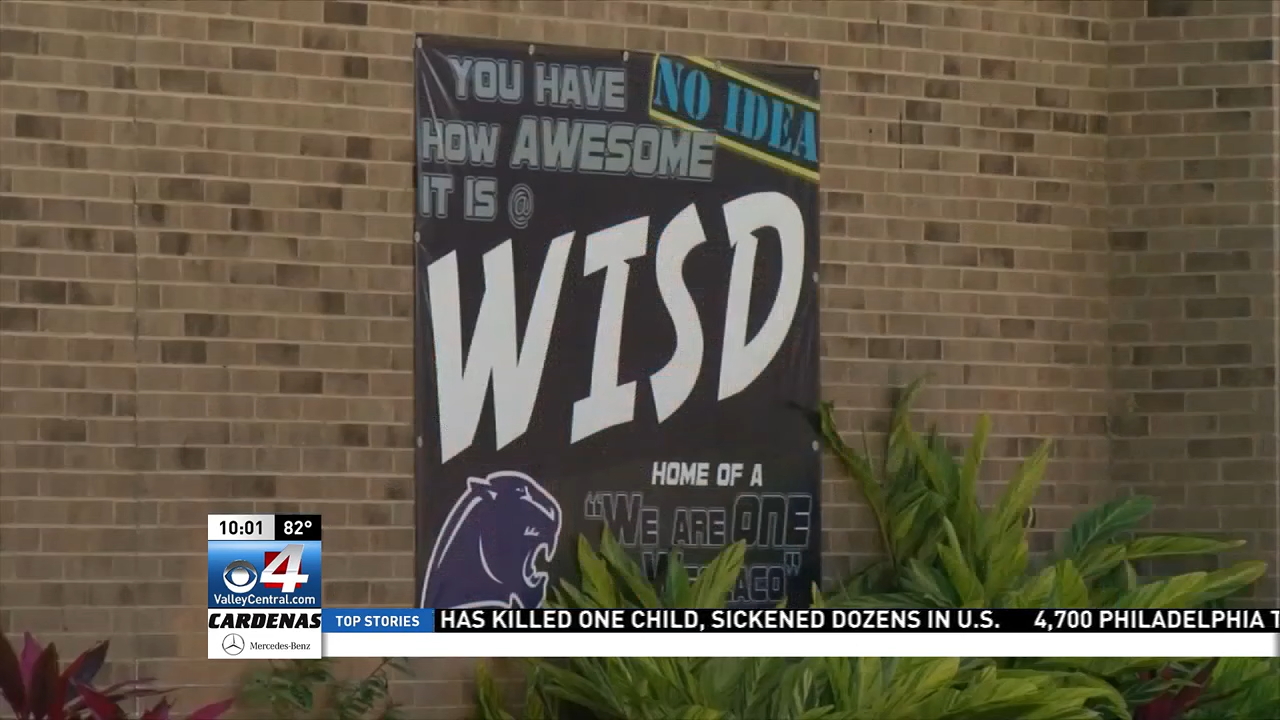 YOU HAVE NO IDEA
HOW AWESOME
IT IS @
WISD
HOME OF A
"WE ARE ONE
10:01 82°
4
ValleyCentral.com
CARDENAS
Mercedes-Benz
TOP STORIES HAS KILLED ONE CHILD, SICKENED DOZENS IN U.S. 4,700 PHILADELPHIA T